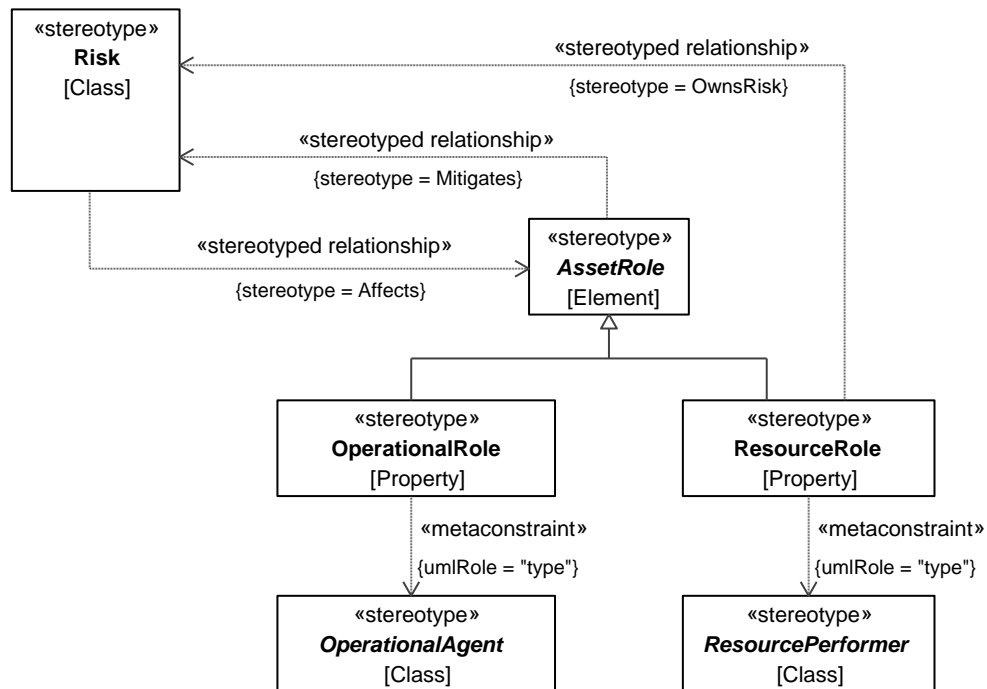 «stereotype»
Risk
[Class]
«stereotyped relationship»
{stereotype = OwnsRisk}
«stereotyped relationship»
{stereotype = Mitigates}
«stereotyped relationship»
{stereotype = Affects}
«stereotype»
AssetRole
[Element]
«stereotype»
OperationalRole
[Property]
«stereotype»
ResourceRole
[Property]
«metaconstraint»
{umlRole = "type"}
«metaconstraint»
{umlRole = "type"}
«stereotype»
OperationalAgent
[Class]
«stereotype»
ResourcePerformer
[Class]